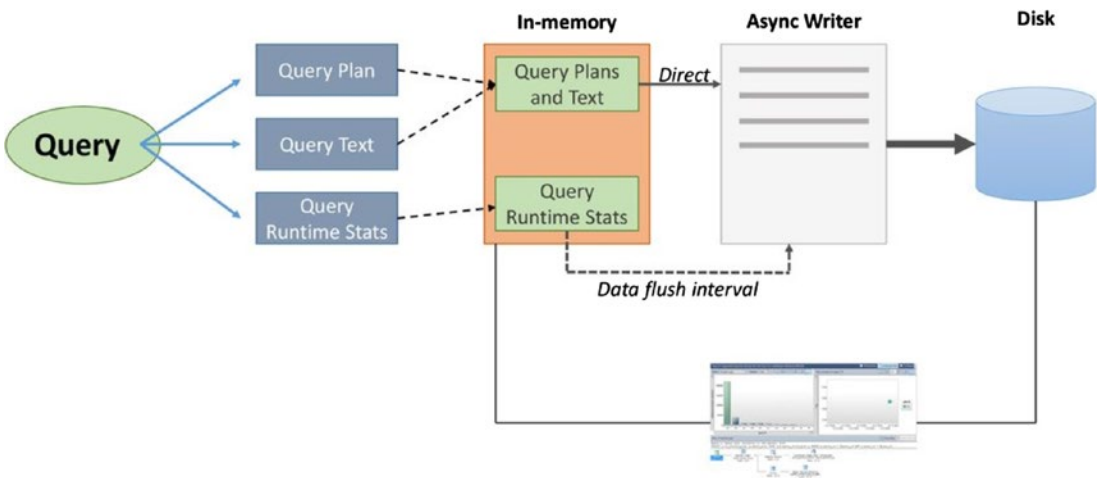 In-memory
Async Writer
Disk
Query
Query Plan
Query Text
Query
Runtime Stats
Query Plans
and Text
Direct
Query
Runtime Stats
Data flush interval